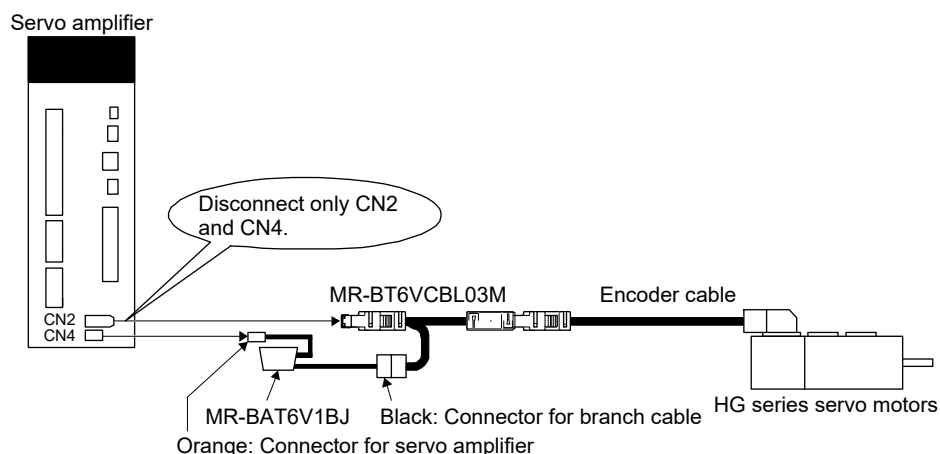 Servo amplifier
Disconnect only CN2
and CN4.
MR-BT6VCBL03M
Encoder cable
CN2
CN4
MR-BAT6V1BJ
Black: Connector for branch cable
HG series servo motors
Orange: Connector for servo amplifier